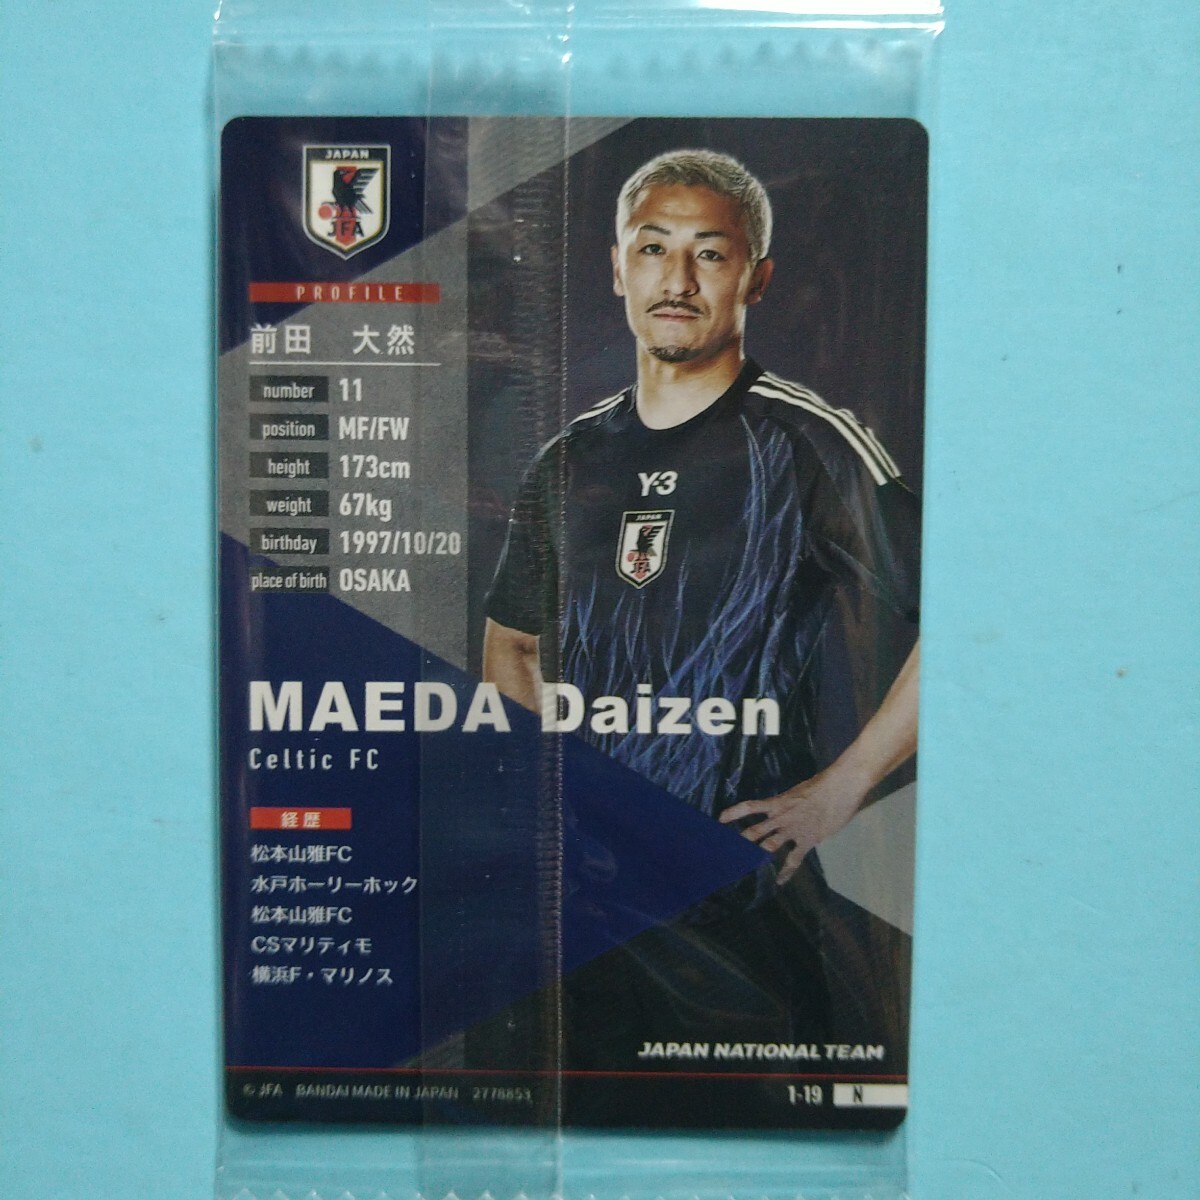 JAPAN
JFA
PROFILE
前田 大然
number 11
position MF/FW
height 173cm
weight 67kg
birthday 1997/10/20
place of birth OSAKA
Y-3
JAPAN
JFA
MAEDA Daizen
Celtic FC
経歴
松本山雅FC
水戸ホーリーホック
松本山雅FC
CSマリティモ
横浜F・マリノス
JAPAN NATIONAL TEAM
© JFA BANDAI MADE IN JAPAN 2778853
1-19 N